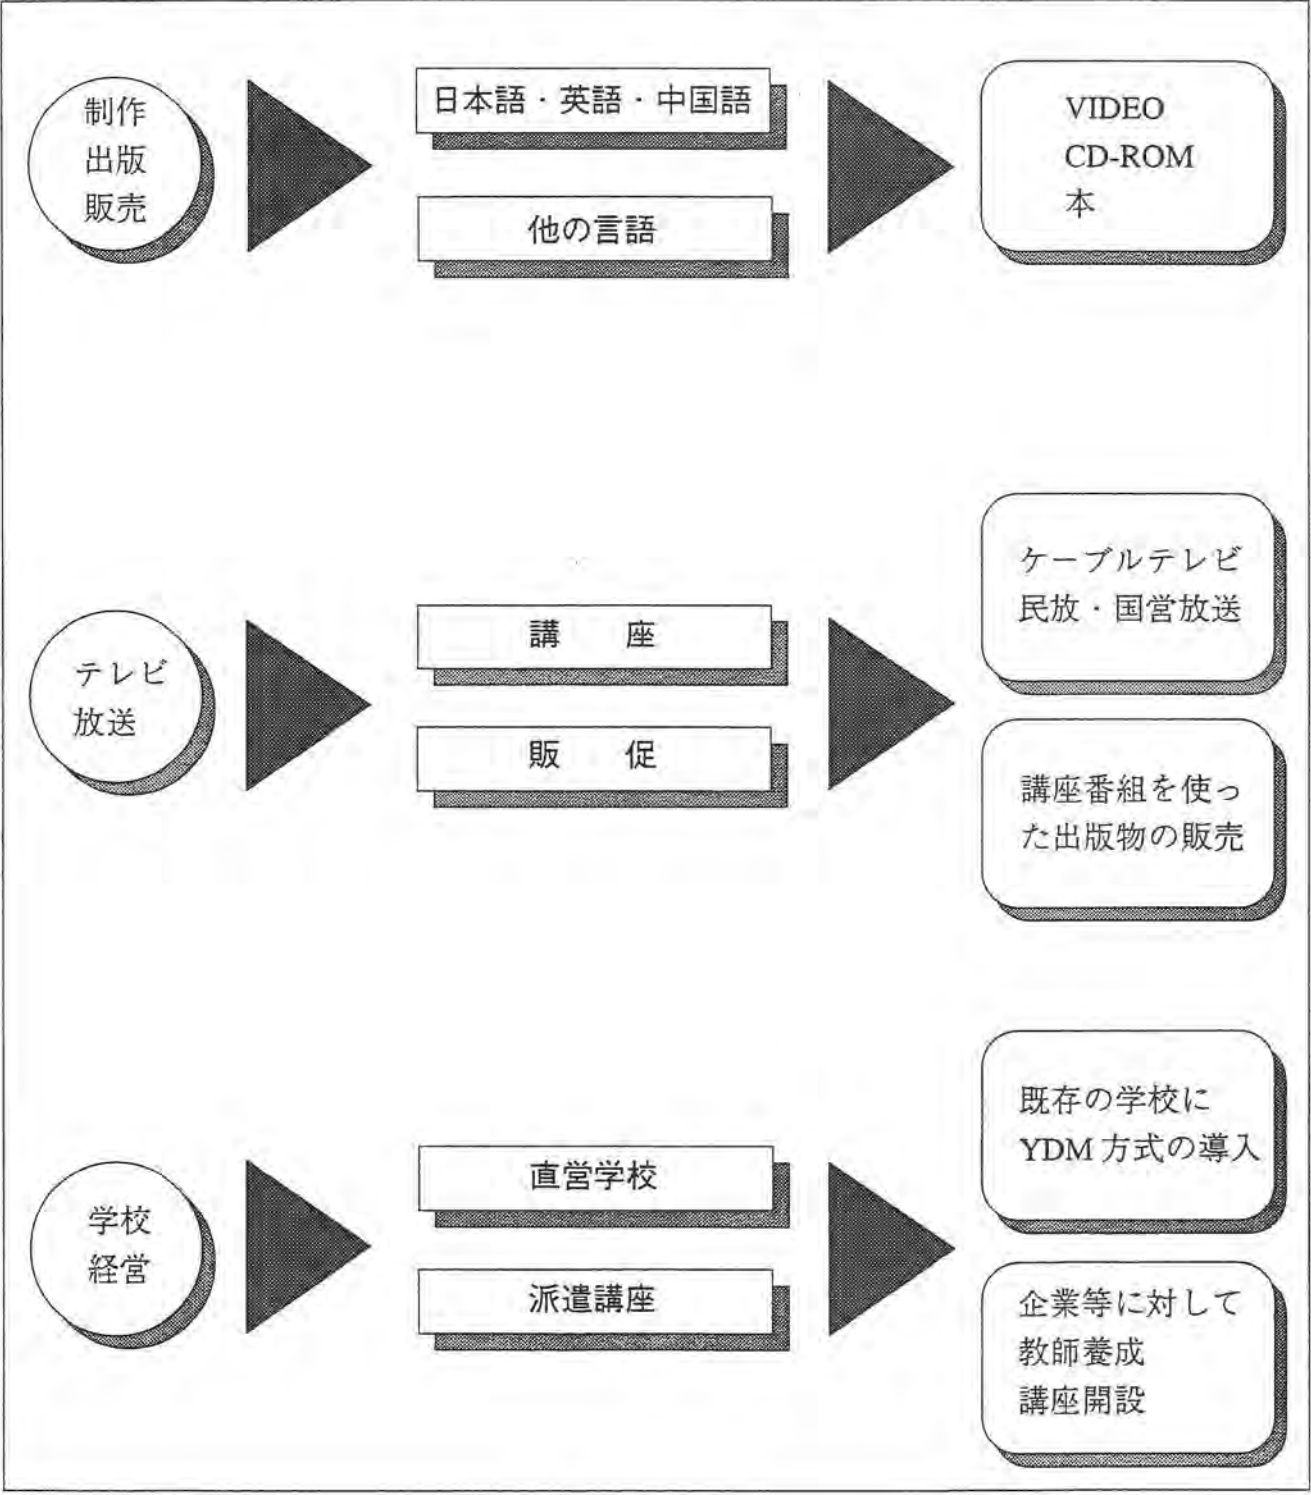 制作
出版
販売
日本語・英語・中国語
他の言語
VIDEO
CD-ROM
本
テレビ
放送
講　座
販　促
ケーブルテレビ
民放・国営放送
講座番組を使っ
た出版物の販売
学校
経営
直営学校
派遣講座
既存の学校に
YDM 方式の導入
企業等に対して
教師養成
講座開設